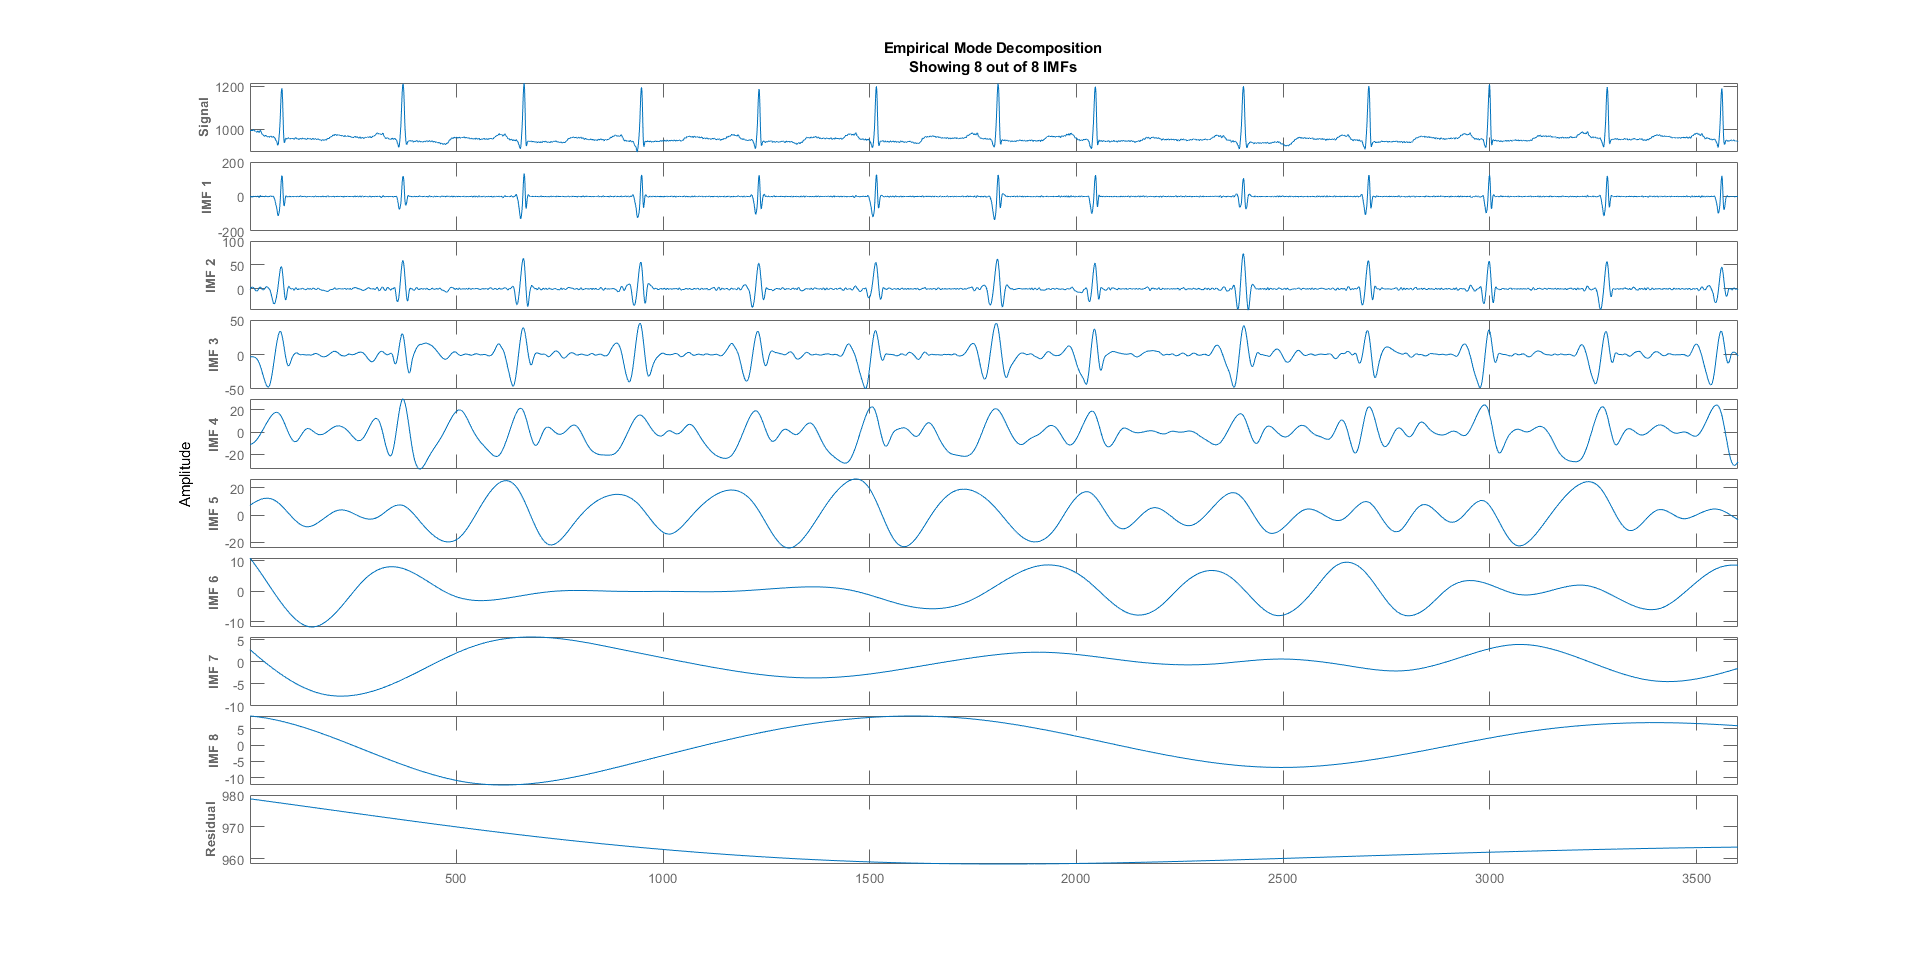 Empirical Mode Decomposition
Showing 8 out of 8 IMFs
Amplitude
Signal
1200
1000
IMF 1
200
0
-200
IMF 2
100
50
0
IMF 3
50
0
-50
IMF 4
20
0
-20
IMF 5
20
0
-20
IMF 6
10
0
-10
IMF 7
5
0
-5
-10
IMF 8
5
0
-5
-10
Residual
980
970
960
500 1000 1500 2000 2500 3000 3500